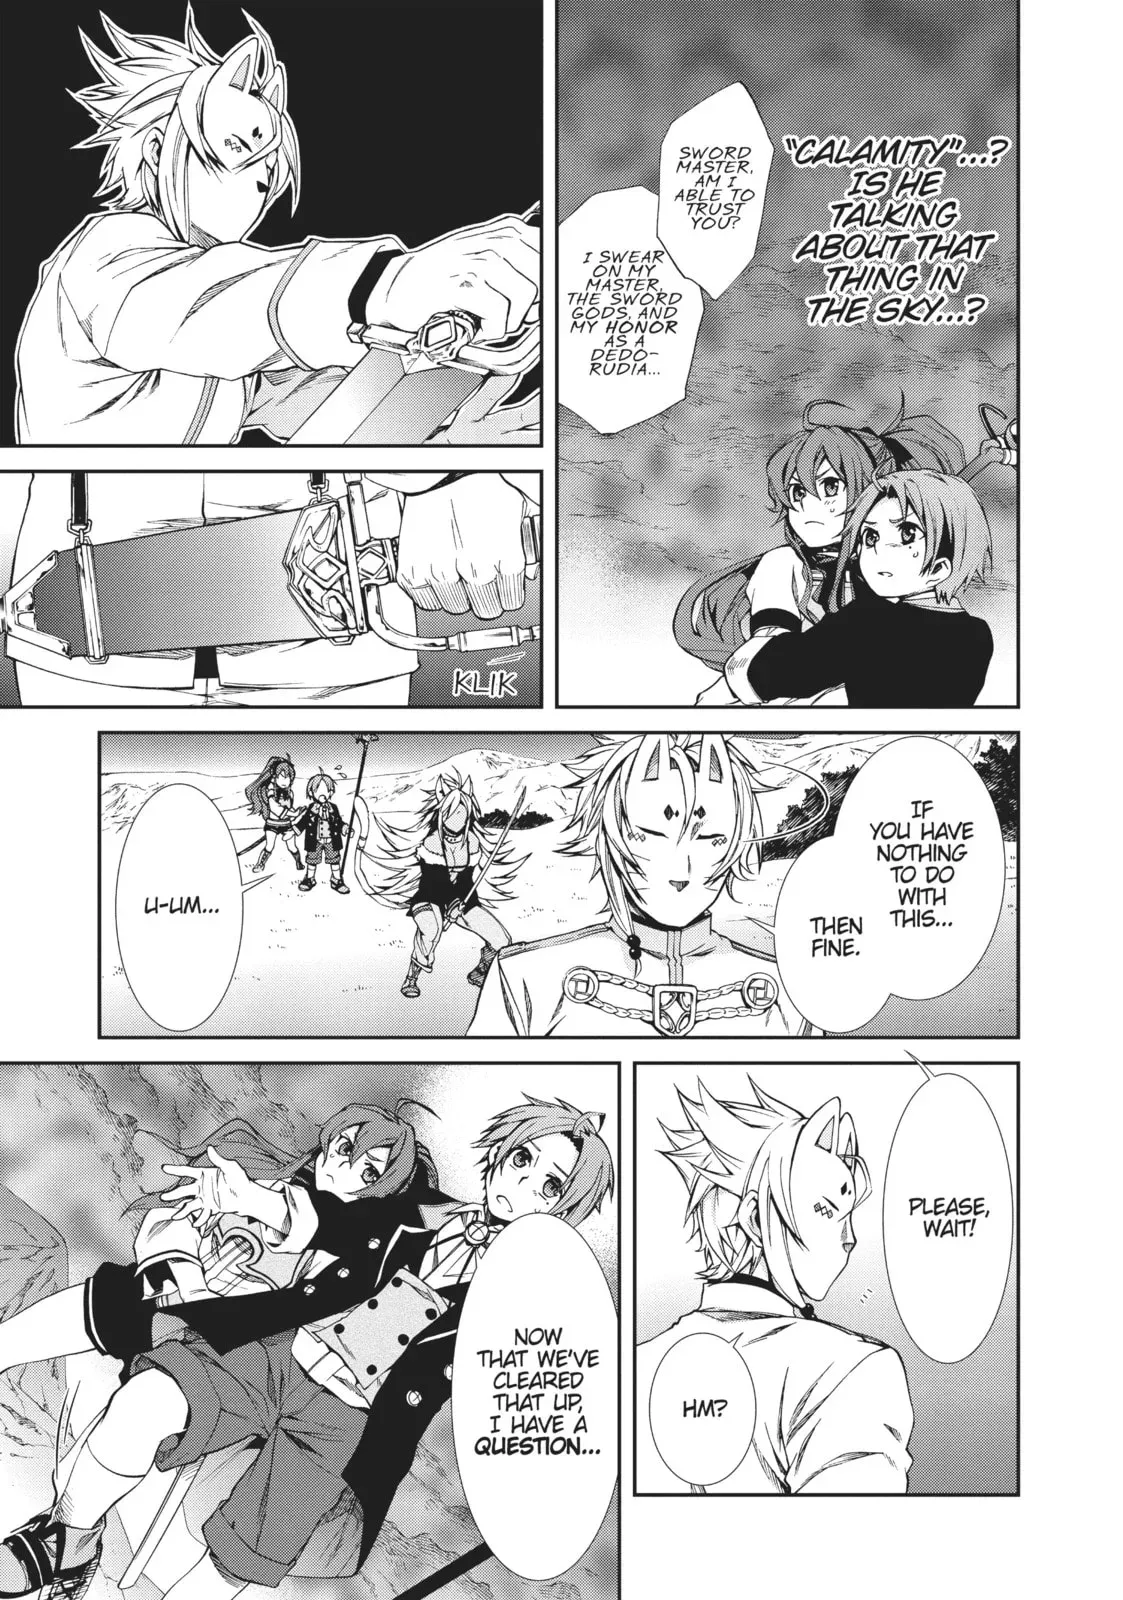 "CALAMITY"...?
IS HE
TALKING
ABOUT THAT
THING IN
THE SKY...?
SWORD
MASTER,
AM I
ABLE TO
TRUST
YOU?
I SWEAR
ON MY
MASTER,
THE SWORD
GODS, AND
MY HONOR
AS A
DEDO-
RUDIA...
KLIK
IF
YOU HAVE
NOTHING
TO DO
WITH
THIS...
THEN
FINE.
U-UM...
PLEASE,
WAIT!
HM?
NOW
THAT WE'VE
CLEARED
THAT UP,
I HAVE A
QUESTION...